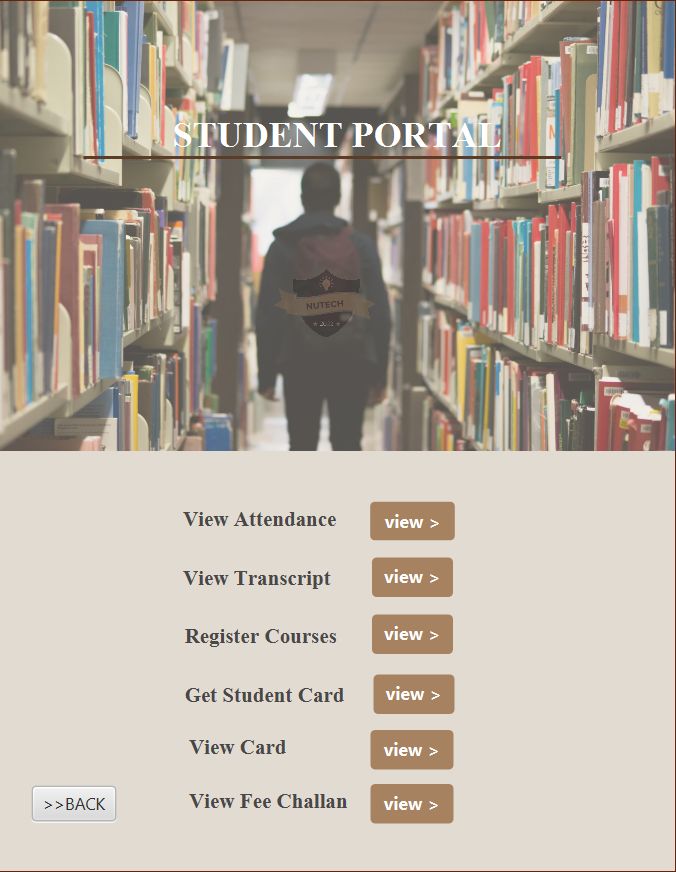 STUDENT PORTAL
NUTECH
View Attendance
view >
View Transcript
view >
Register Courses
view >
Get Student Card
view >
View Card
view >
>>BACK
View Fee Challan
view >